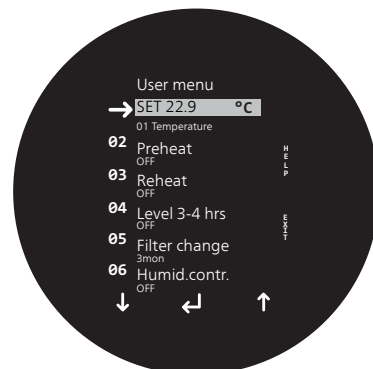 User menu
→ SET 22.9 °C
01 Temperature
02 Preheat
OFF
03 Reheat
OFF
04 Level 3-4 hrs
OFF
05 Filter change
3mon
06 Humid.contr.
OFF
HELP
EXIT
↓ ↵ ↑